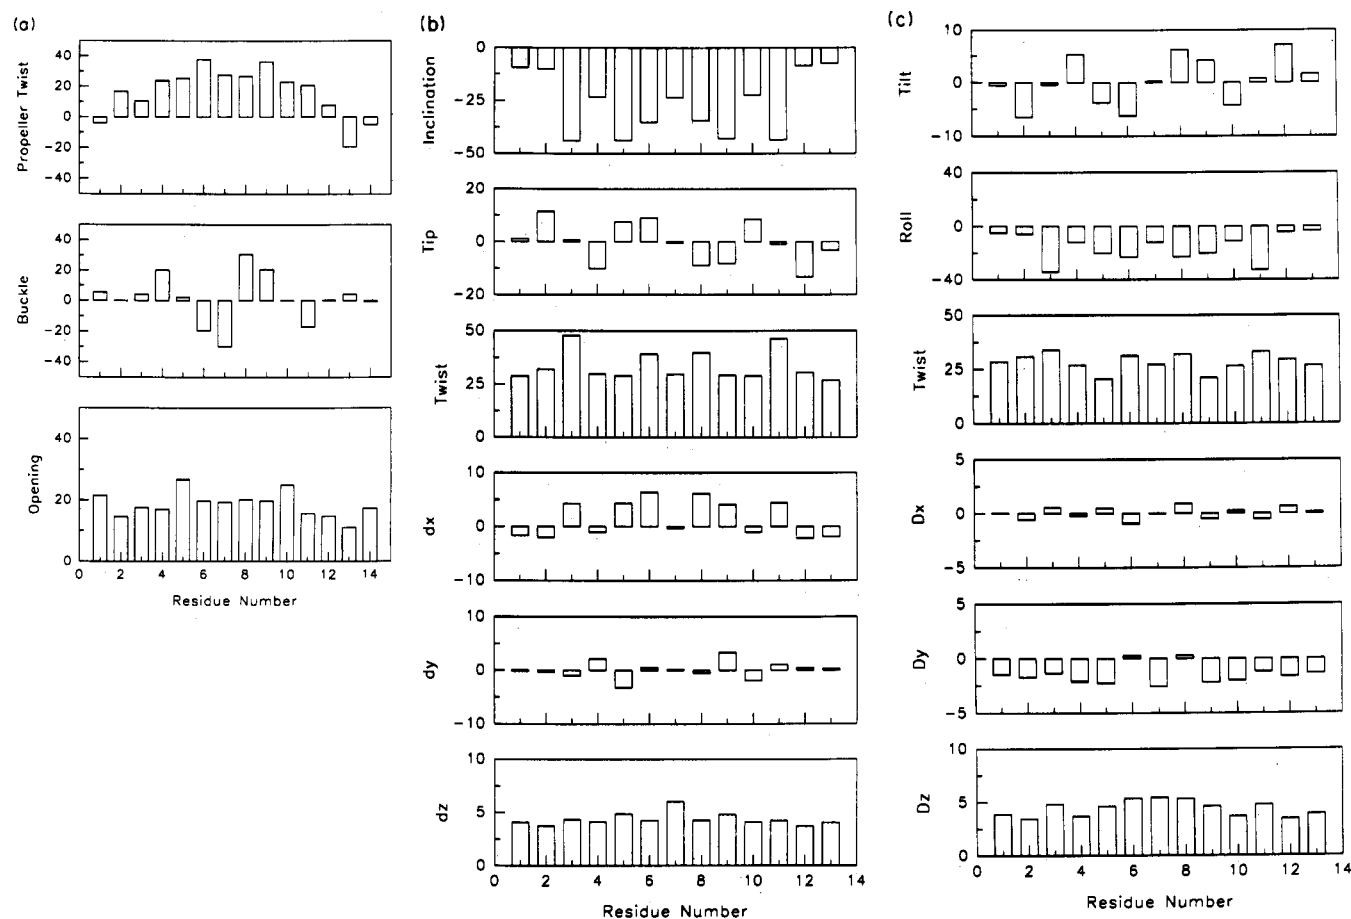 (a)
Propeller Twist
40
20
0
-20
-40
Buckle
40
20
0
-20
-40
Opening
40
20
0
0 2 4 6 8 10 12 14
Residue Number
(b)
Inclination
0
-25
-50
Tip
20
0
-20
Twist
50
25
0
dx
10
0
-10
dy
10
0
-10
dz
10
5
0
0 2 4 6 8 10 12 14
Residue Number
(c)
Tilt
10
0
-10
Roll
40
0
-40
Twist
50
25
0
Dx
5
0
-5
Dy
5
0
-5
Dz
10
5
0
0 2 4 6 8 10 12 14
Residue Number